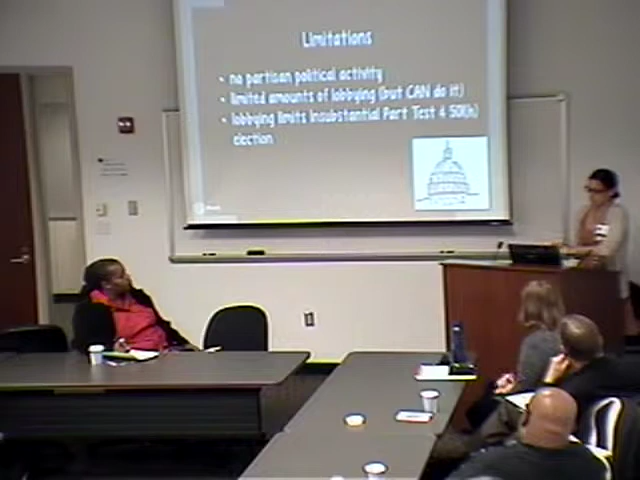 Limitations
• no partisan political activity
• limited amounts of lobbying (but CAN do it)
• lobbying limits Insubstantial Part Test & 501(h)
election